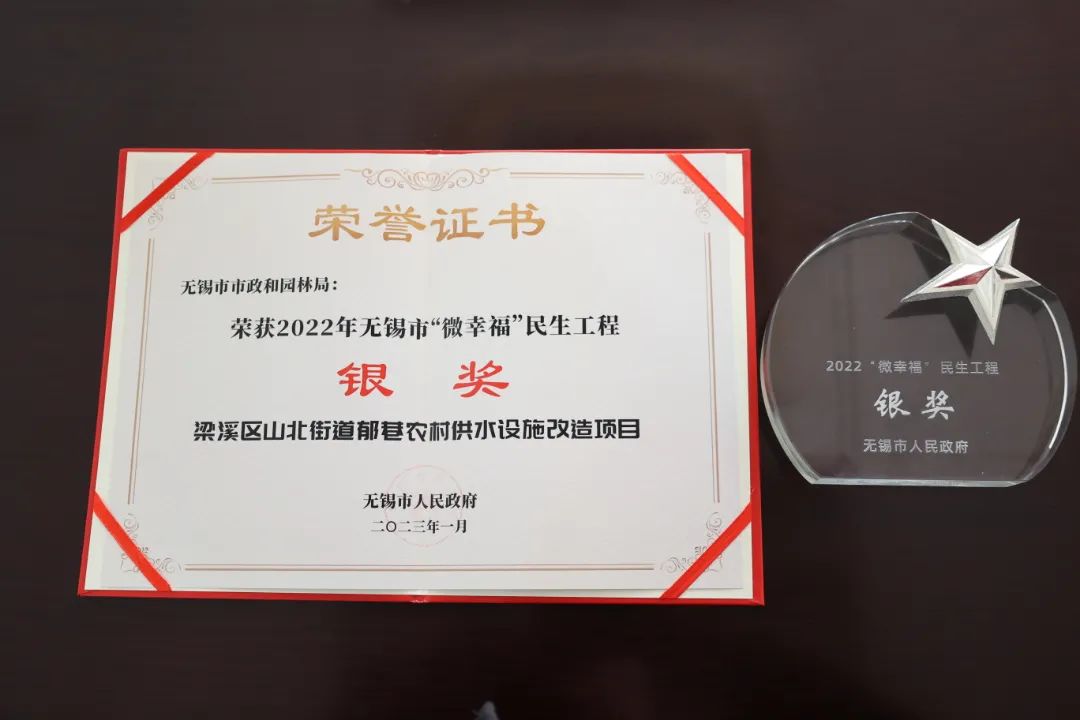 荣誉证书
无锡市市政和园林局：
荣获2022年无锡市“微幸福”民生工程
银 奖
梁溪区山北街道郁巷农村供水设施改造项目
无锡市人民政府
二〇二三年一月
2022“微幸福”民生工程
银奖
无锡市人民政府